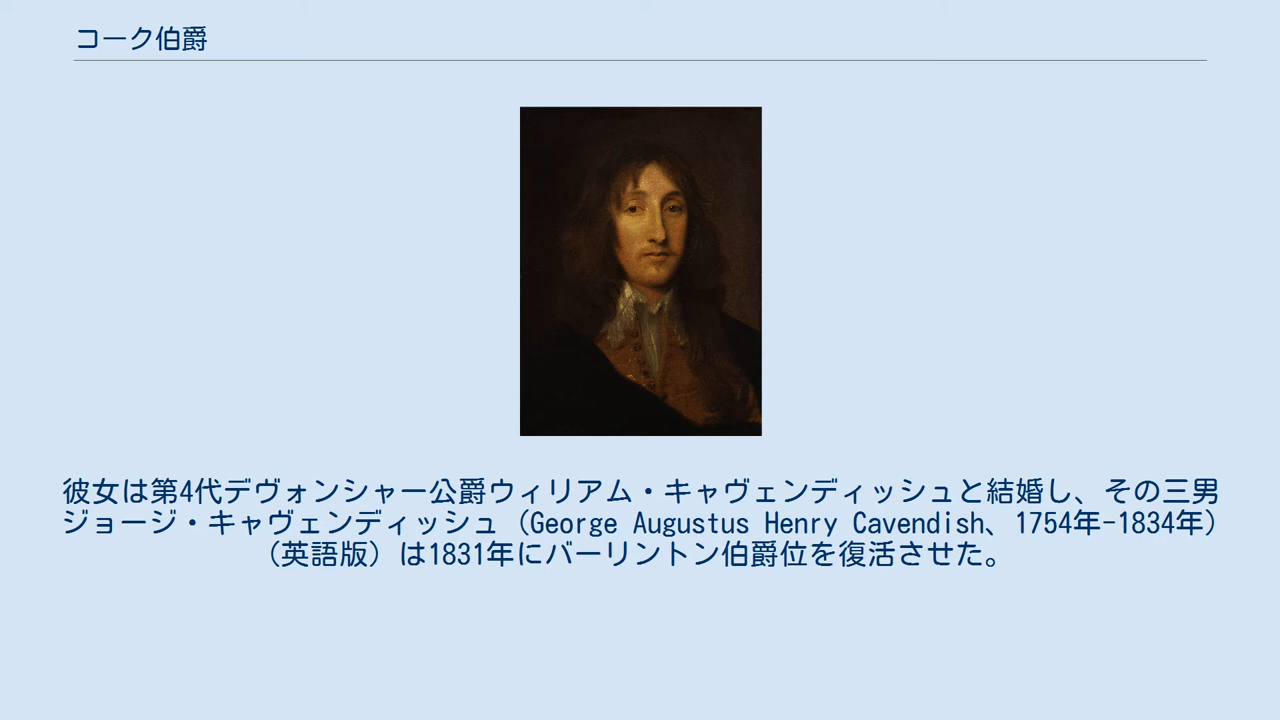 コーク伯爵
彼女は第4代デヴォンシャー公爵ウィリアム・キャヴェンディッシュと結婚し、その三男
ジョージ・キャヴェンディッシュ（George Augustus Henry Cavendish、1754年-1834年）
（英語版）は1831年にバーリントン伯爵位を復活させた。